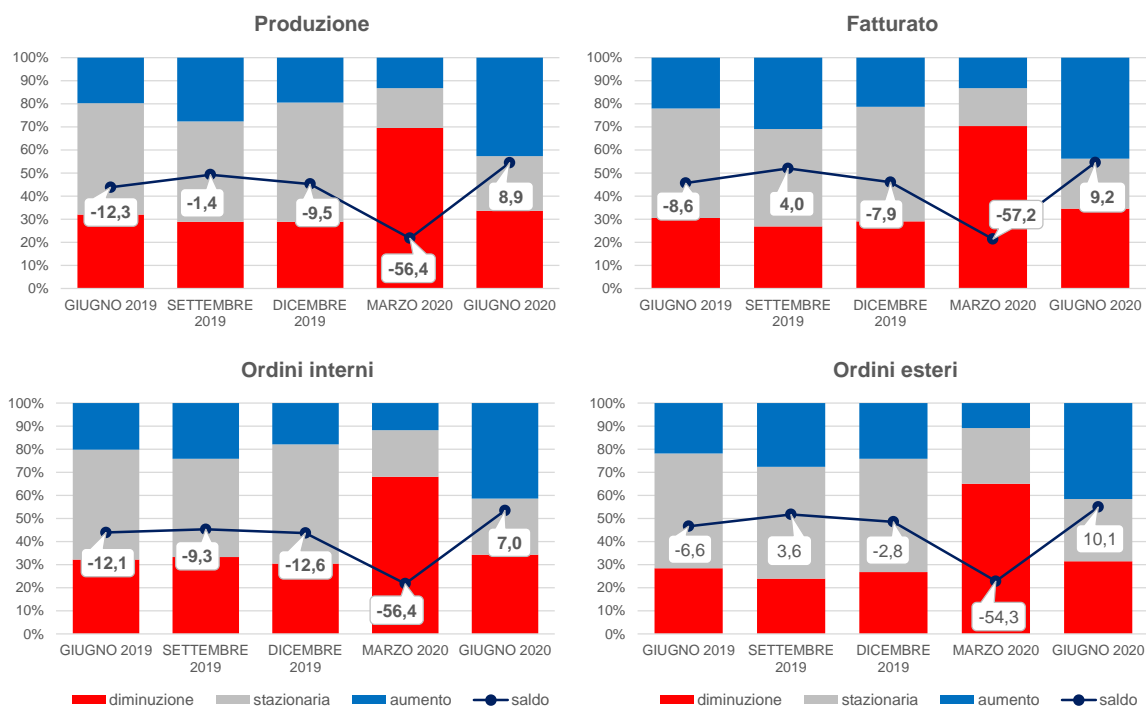 Produzione
100%
90%
80%
70%
60%
50%
40%
30%
20%
10%
0%
-12,3
-1,4
-9,5
-56,4
8,9
GIUGNO 2019
SETTEMBRE
2019
DICEMBRE
2019
MARZO 2020
GIUGNO 2020
Fatturato
100%
90%
80%
70%
60%
50%
40%
30%
20%
10%
0%
-8,6
4,0
-7,9
-57,2
9,2
GIUGNO 2019
SETTEMBRE
2019
DICEMBRE
2019
MARZO 2020
GIUGNO 2020
Ordini interni
100%
90%
80%
70%
60%
50%
40%
30%
20%
10%
0%
-12,1
-9,3
-12,6
-56,4
7,0
GIUGNO 2019
SETTEMBRE
2019
DICEMBRE
2019
MARZO 2020
GIUGNO 2020
diminuzione stazionaria aumento saldo
Ordini esteri
100%
90%
80%
70%
60%
50%
40%
30%
20%
10%
0%
-6,6
3,6
-2,8
-54,3
10,1
GIUGNO 2019
SETTEMBRE
2019
DICEMBRE
2019
MARZO 2020
GIUGNO 2020
diminuzione stazionaria aumento saldo